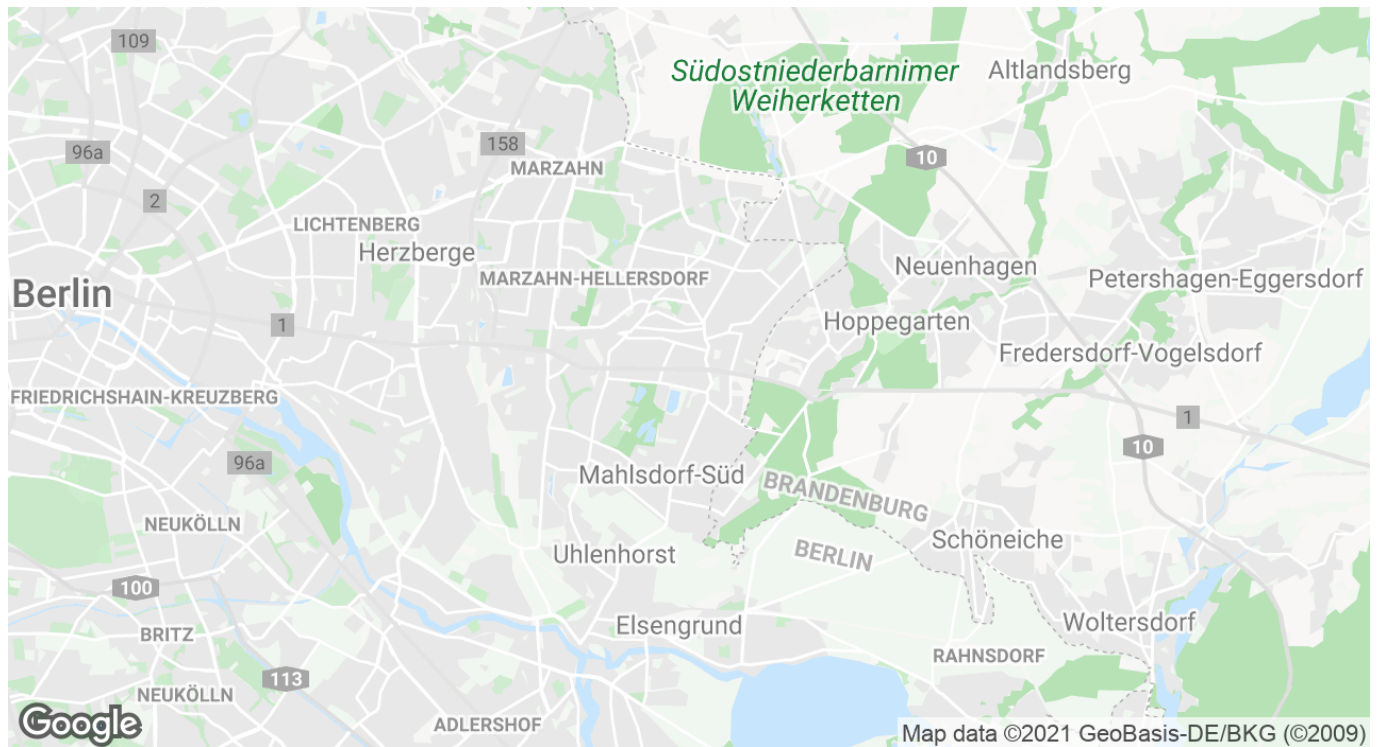 109
Südostniederbarnimer
Weiherketten
Altlandsberg
158
96a
10
MARZAHN
2
LICHTENBERG
Herzberge
Neuenhagen
MARZAHN-HELLERSDORF
Petershagen-Eggersdorf
Berlin
1
Hoppegarten
Fredersdorf-Vogelsdorf
FRIEDRICHSHAIN-KREUZBERG
1
10
96a
Mahlsdorf-Süd
BRANDENBURG
NEUKÖLLN
Schöneiche
BERLIN
Uhlenhorst
100
Woltersdorf
Elsengrund
BRITZ
RAHNSDORF
113
NEUKÖLLN
Google
ADLERSHOF
Map data ©2021 GeoBasis-DE/BKG (©2009)